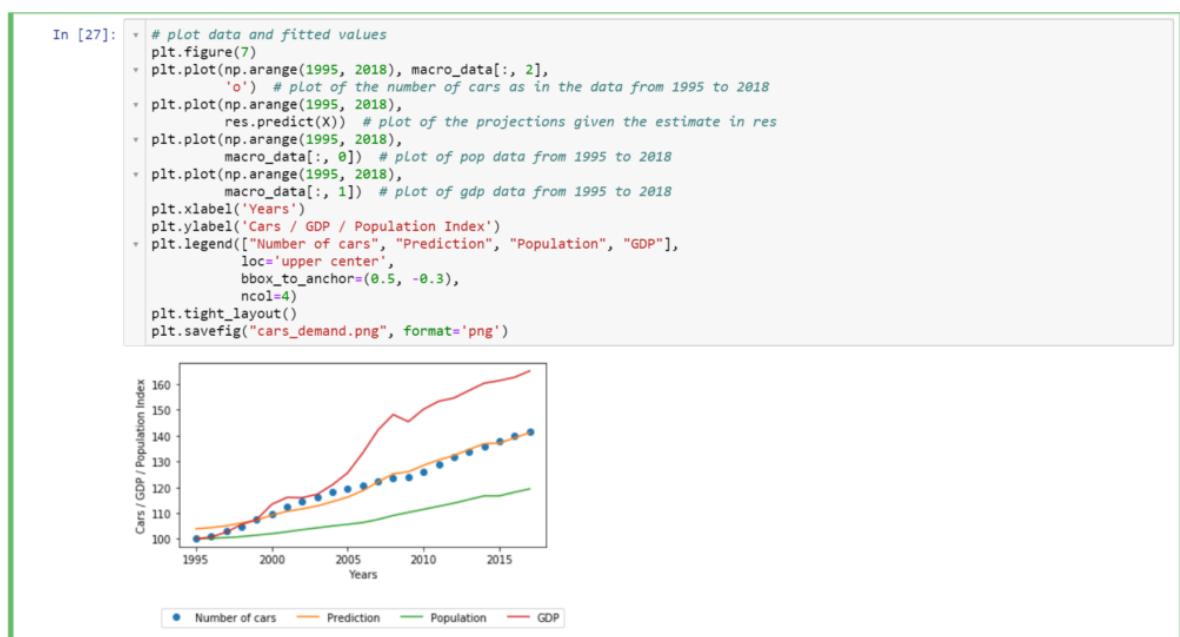 In [27]:
# plot data and fitted values
plt.figure(7)
plt.plot(np.arange(1995, 2018), macro_data[:, 2],
'o')  # plot of the number of cars as in the data from 1995 to 2018
plt.plot(np.arange(1995, 2018),
res.predict(X))  # plot of the projections given the estimate in res
plt.plot(np.arange(1995, 2018),
macro_data[:, 0])  # plot of pop data from 1995 to 2018
plt.plot(np.arange(1995, 2018),
macro_data[:, 1])  # plot of gdp data from 1995 to 2018
plt.xlabel('Years')
plt.ylabel('Cars / GDP / Population Index')
plt.legend(["Number of cars", "Prediction", "Population", "GDP"],
loc='upper center',
bbox_to_anchor=(0.5, -0.3),
ncol=4)
plt.tight_layout()
plt.savefig("cars_demand.png", format='png')
Cars / GDP / Population Index
160
150
140
130
120
110
100
1995 2000 2005 2010 2015
Years
Number of cars Prediction Population GDP